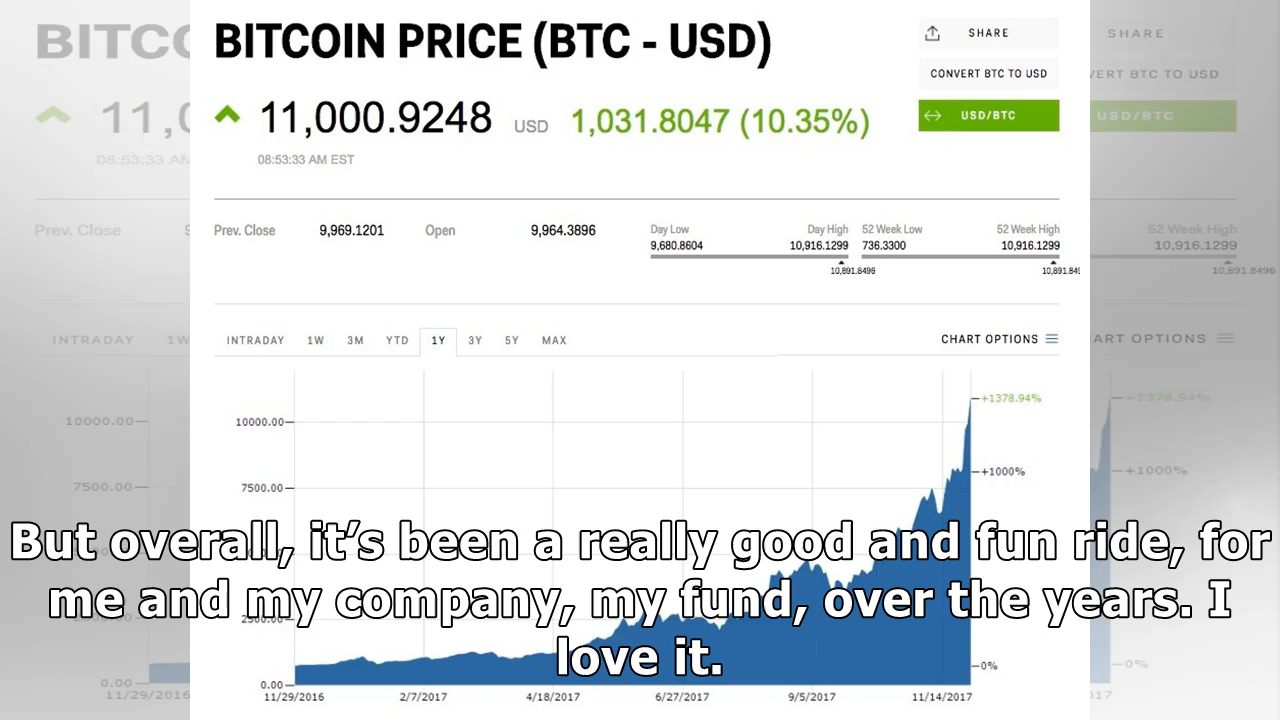 BITCOIN PRICE (BTC - USD)
SHARE
CONVERT BTC TO USD
11,000.9248 USD 1,031.8047 (10.35%)
USD/BTC
08:53:33 AM EST
Prev. Close 9,969.1201 Open 9,964.3896
Day Low Day High 52 Week Low 52 Week High
9,680.8604 10,916.1299 736.3300 10,916.1299
10,891.8496 10,891.849
INTRADAY 1W 3M YTD 1Y 3Y 5Y MAX CHART OPTIONS
+1378.94%
10000.00
+1000%
7500.00
But overall, it’s been a really good and fun ride, for
me and my company, my fund, over the years. I
love it.
+0%
0.00
11/29/2016 2/7/2017 4/18/2017 6/27/2017 9/5/2017 11/14/2017